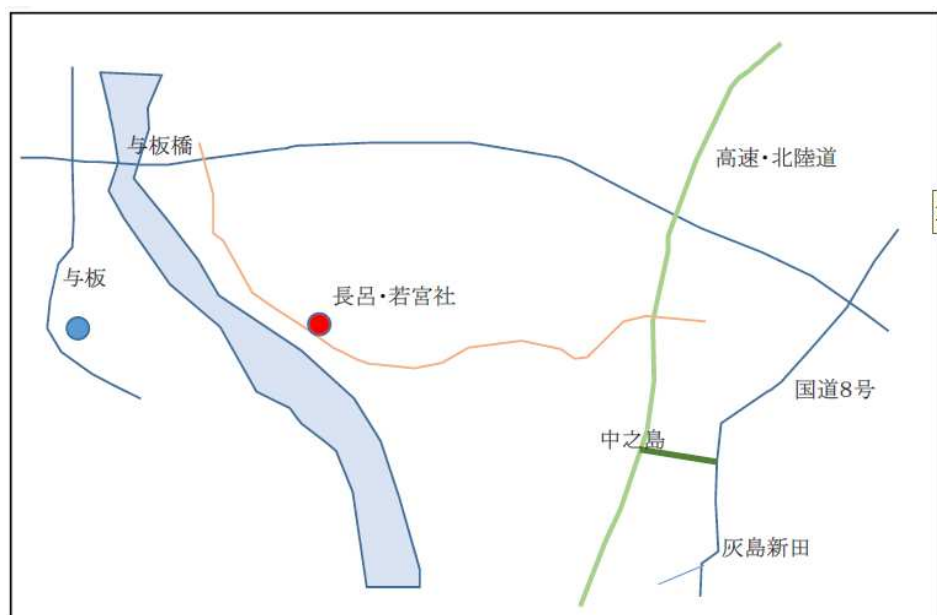 与板橋
高速・北陸道
与板
長呂・若宮社
国道8号
中之島
灰島新田